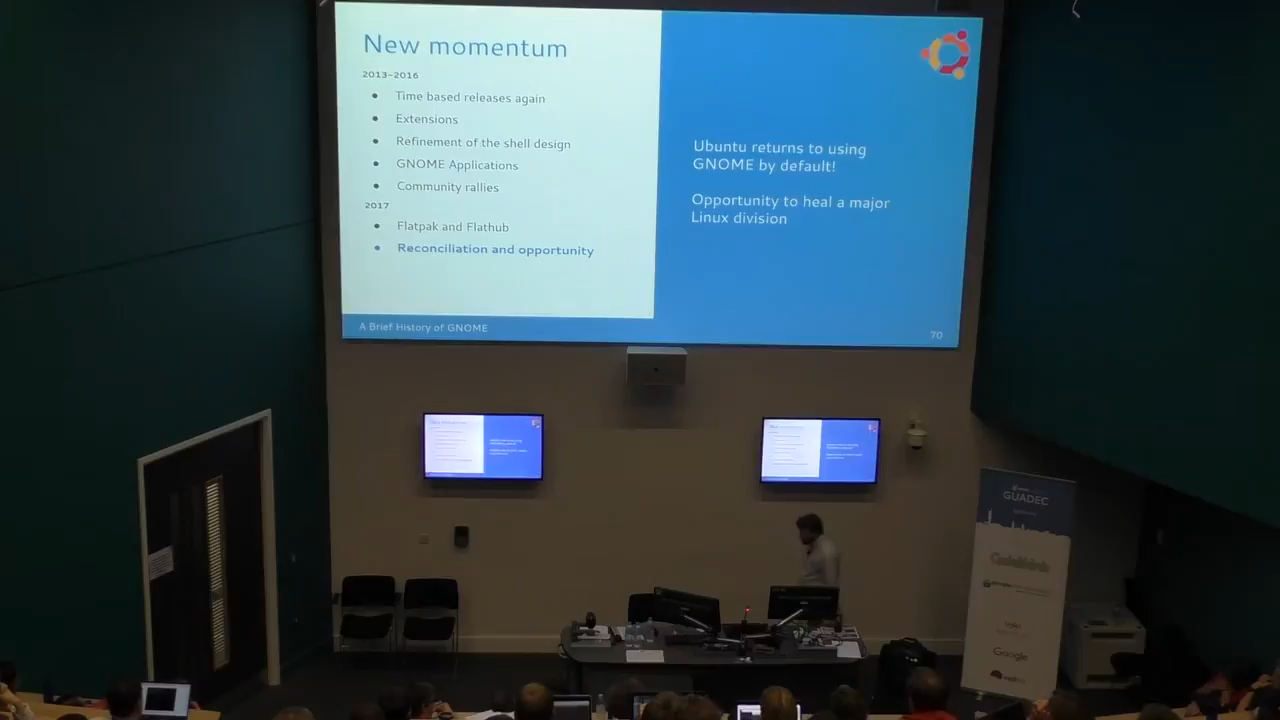 New momentum
2013-2016
Time based releases again
Extensions
Refinement of the shell design
GNOME Applications
Community rallies
2017
Flatpak and Flathub
Reconciliation and opportunity
Ubuntu returns to using
GNOME by default!
Opportunity to heal a major
Linux division
A Brief History of GNOME
70
GUADEC
Codethink
Google